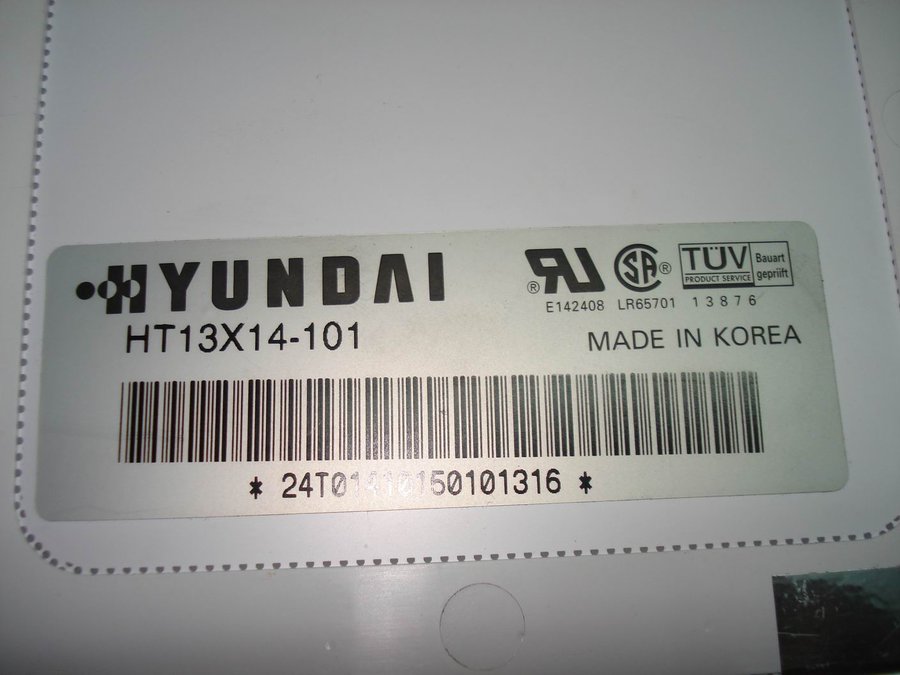 HYUNDAI
HT13X14-101
E142408 LR65701 13876
TÜV PRODUCT SERVICE
Bauart geprüft
MADE IN KOREA